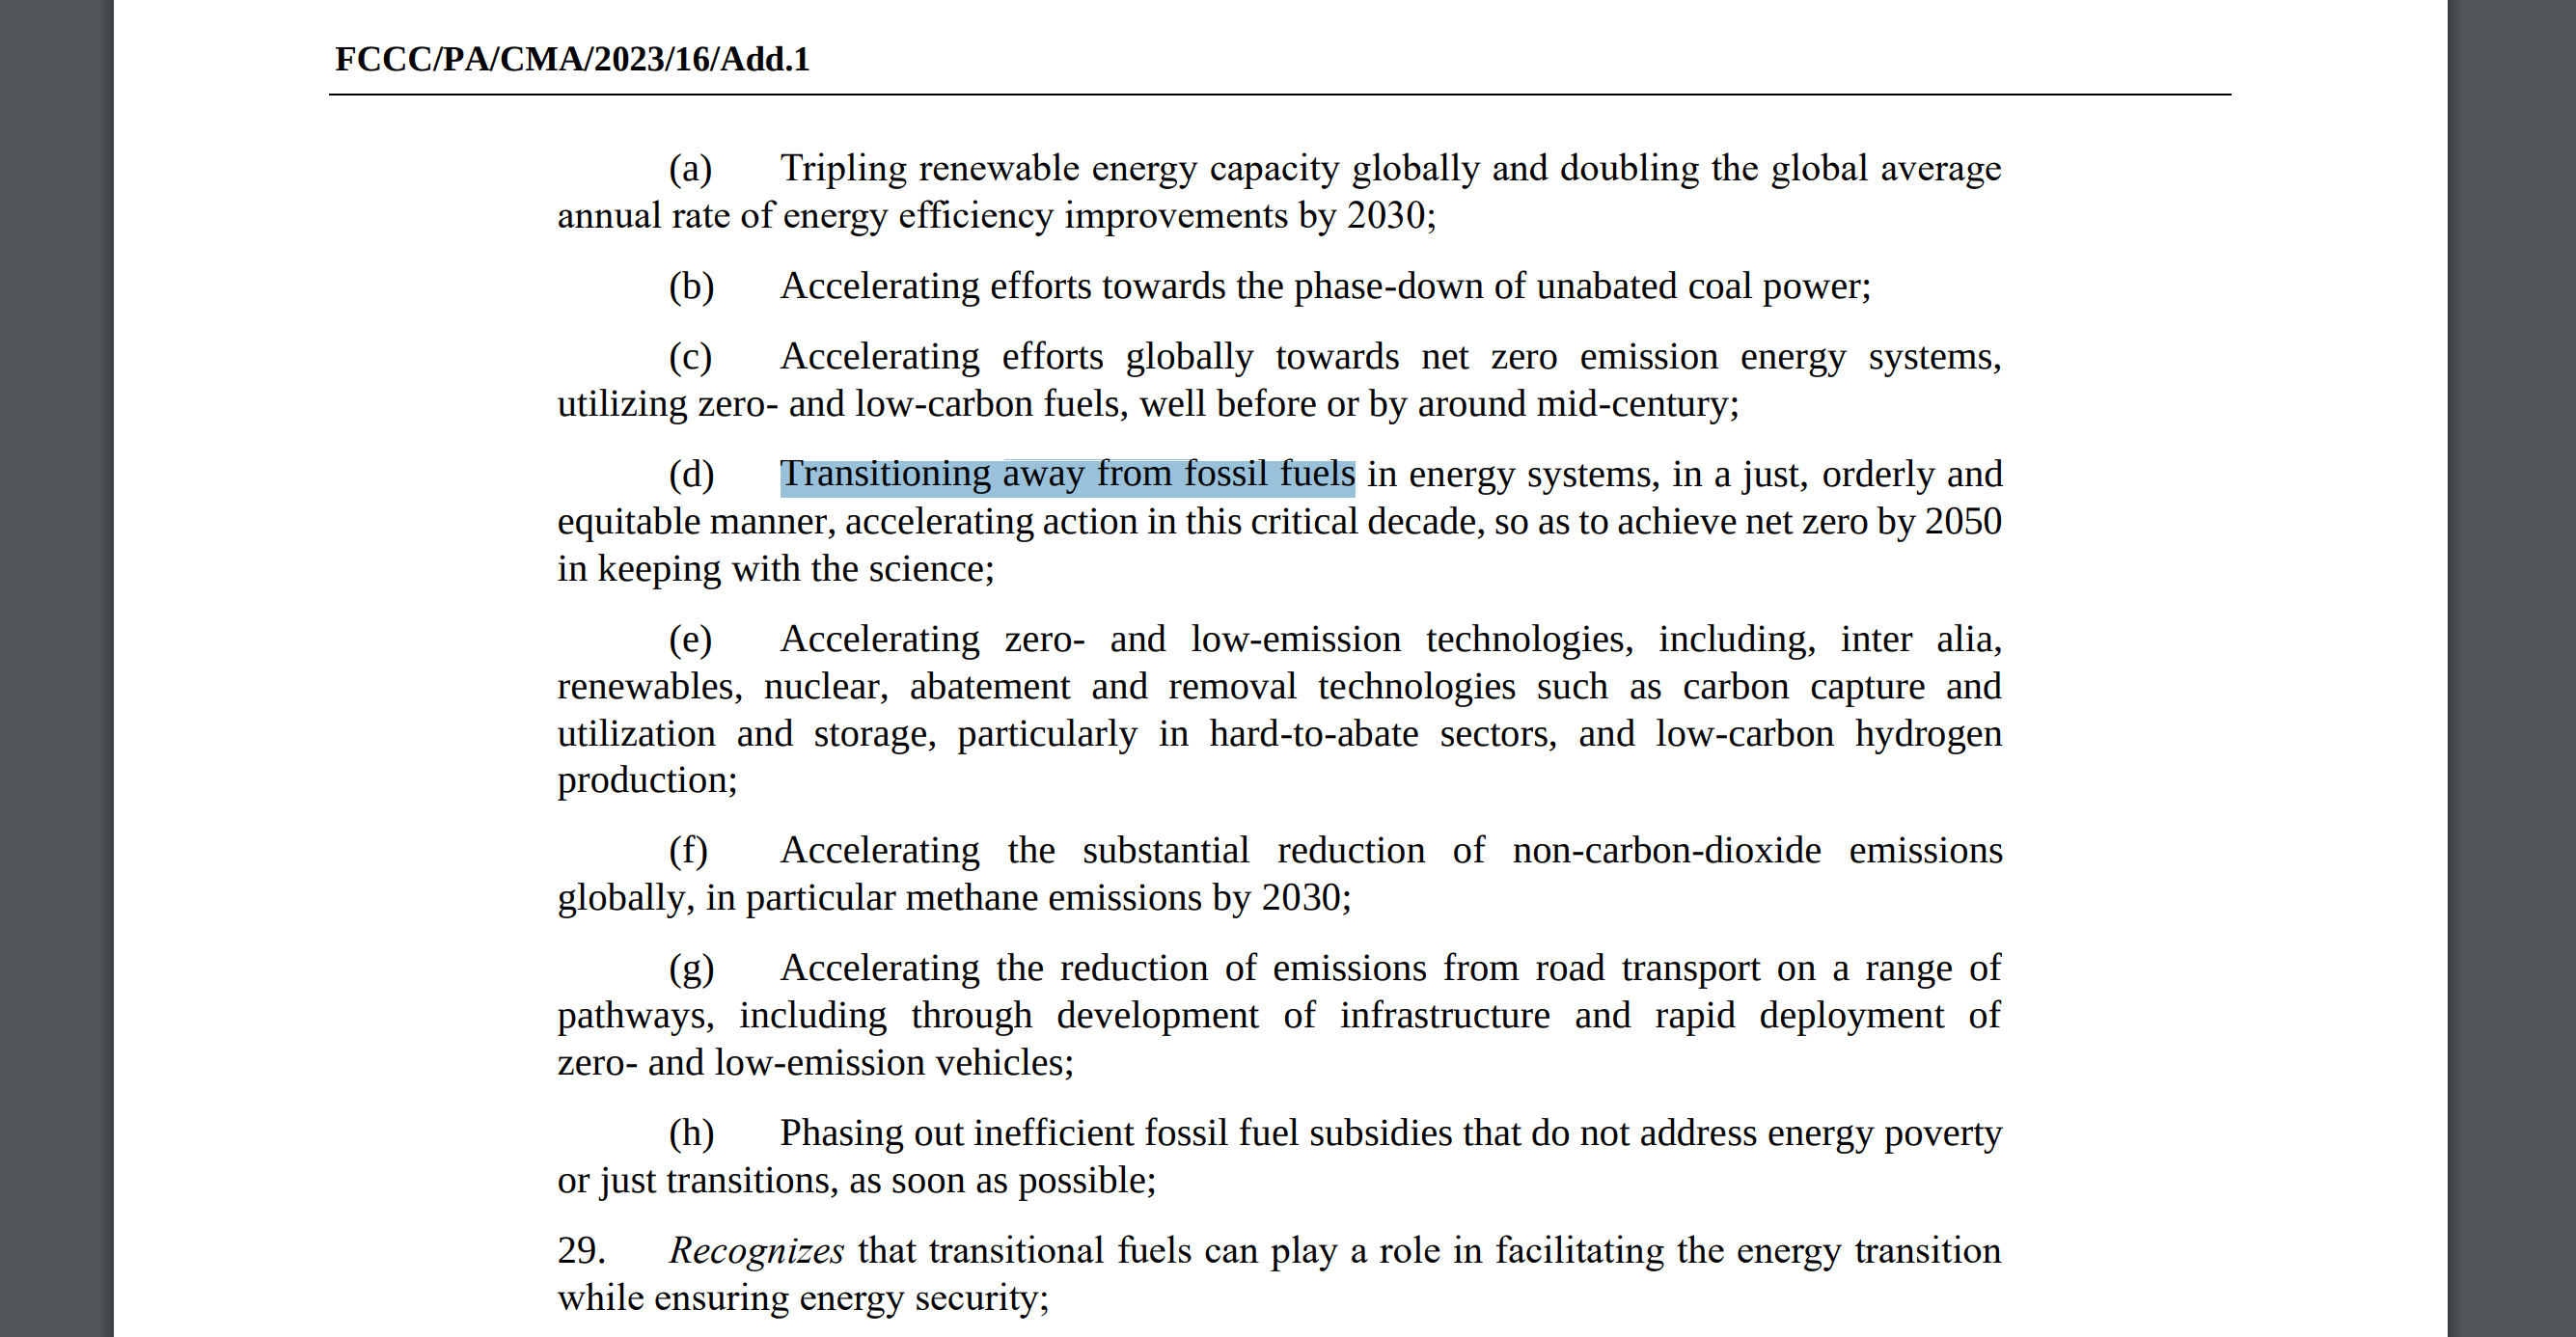 FCCC/PA/CMA/2023/16/Add.1
(a) Tripling renewable energy capacity globally and doubling the global average
annual rate of energy efficiency improvements by 2030;
(b) Accelerating efforts towards the phase-down of unabated coal power;
(c) Accelerating efforts globally towards net zero emission energy systems,
utilizing zero- and low-carbon fuels, well before or by around mid-century;
(d) Transitioning away from fossil fuels in energy systems, in a just, orderly and
equitable manner, accelerating action in this critical decade, so as to achieve net zero by 2050
in keeping with the science;
(e) Accelerating zero- and low-emission technologies, including, inter alia,
renewables, nuclear, abatement and removal technologies such as carbon capture and
utilization and storage, particularly in hard-to-abate sectors, and low-carbon hydrogen
production;
(f) Accelerating the substantial reduction of non-carbon-dioxide emissions
globally, in particular methane emissions by 2030;
(g) Accelerating the reduction of emissions from road transport on a range of
pathways, including through development of infrastructure and rapid deployment of
zero- and low-emission vehicles;
(h) Phasing out inefficient fossil fuel subsidies that do not address energy poverty
or just transitions, as soon as possible;
29. Recognizes that transitional fuels can play a role in facilitating the energy transition
while ensuring energy security;